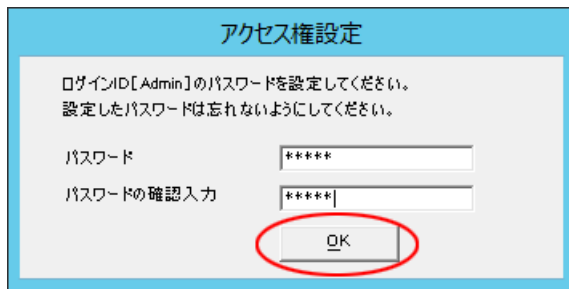 アクセス権設定
ログインID[Admin]のパスワードを設定してください。
設定したパスワードは忘れないようにしてください。
パスワード *****
パスワードの確認入力 *****
OK